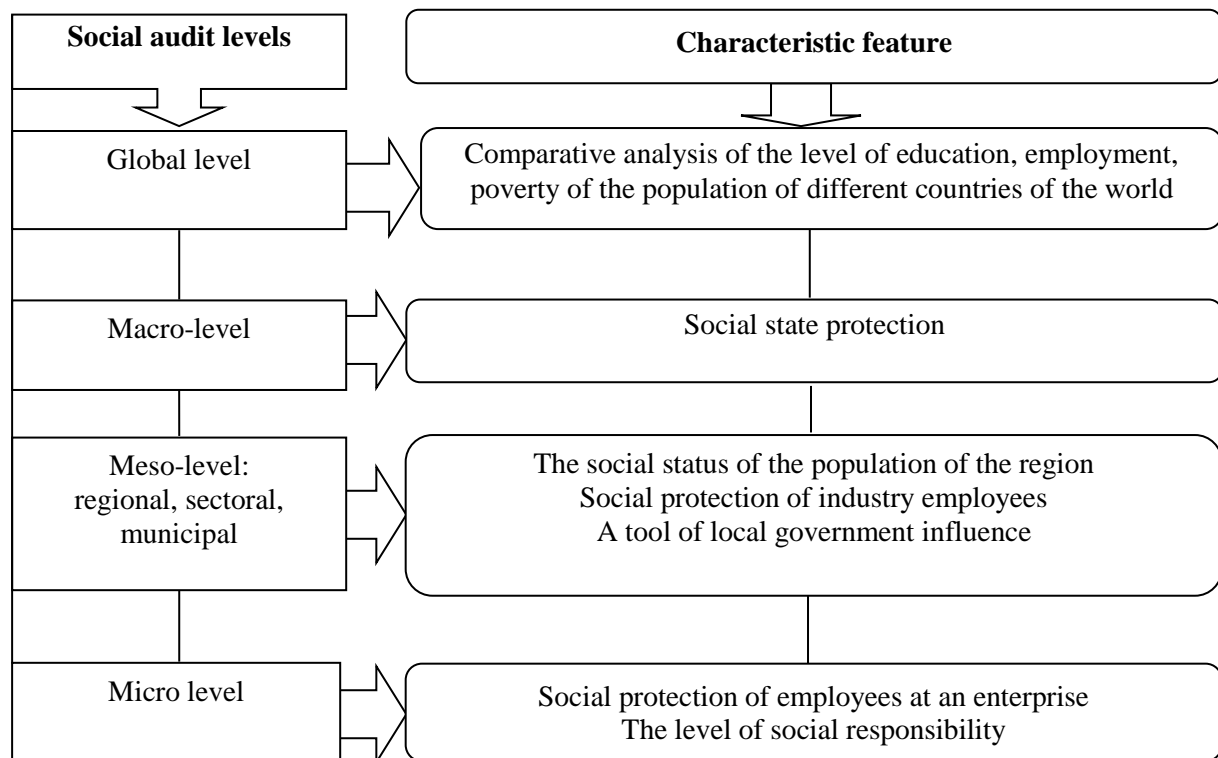 Social audit levels
Characteristic feature
Global level
Comparative analysis of the level of education, employment,
poverty of the population of different countries of the world
Macro-level
Social state protection
Meso-level:
regional, sectoral,
municipal
The social status of the population of the region
Social protection of industry employees
A tool of local government influence
Micro level
Social protection of employees at an enterprise
The level of social responsibility